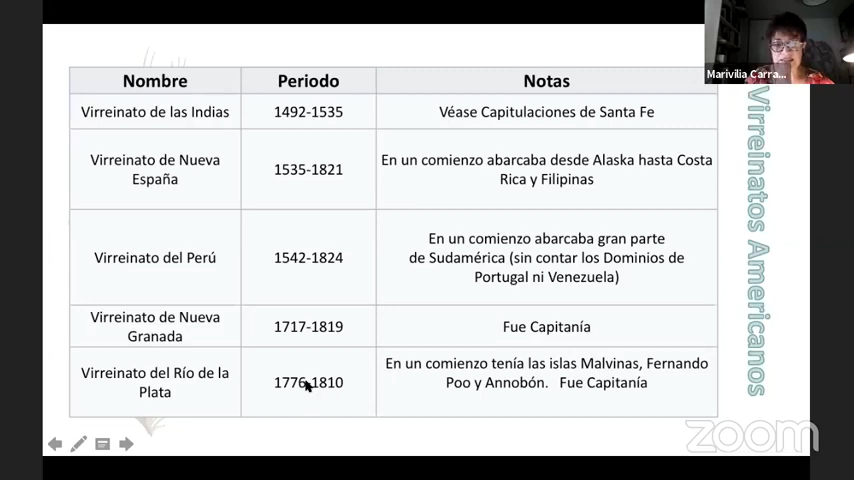 Marivilia Carra...
Nombre
Periodo
Notas
Virreinato de las Indias
1492-1535
Véase Capitulaciones de Santa Fe
Virreinato de Nueva
España
1535-1821
En un comienzo abarcaba desde Alaska hasta Costa
Rica y Filipinas
Virreinato del Perú
1542-1824
En un comienzo abarcaba gran parte
de Sudamérica (sin contar los Dominios de
Portugal ni Venezuela)
Virreinato de Nueva
Granada
1717-1819
Fue Capitanía
Virreinato del Río de la
Plata
1776-1810
En un comienzo tenía las islas Malvinas, Fernando
Poo y Annobón. Fue Capitanía
Virreinatos Americanos
zoom